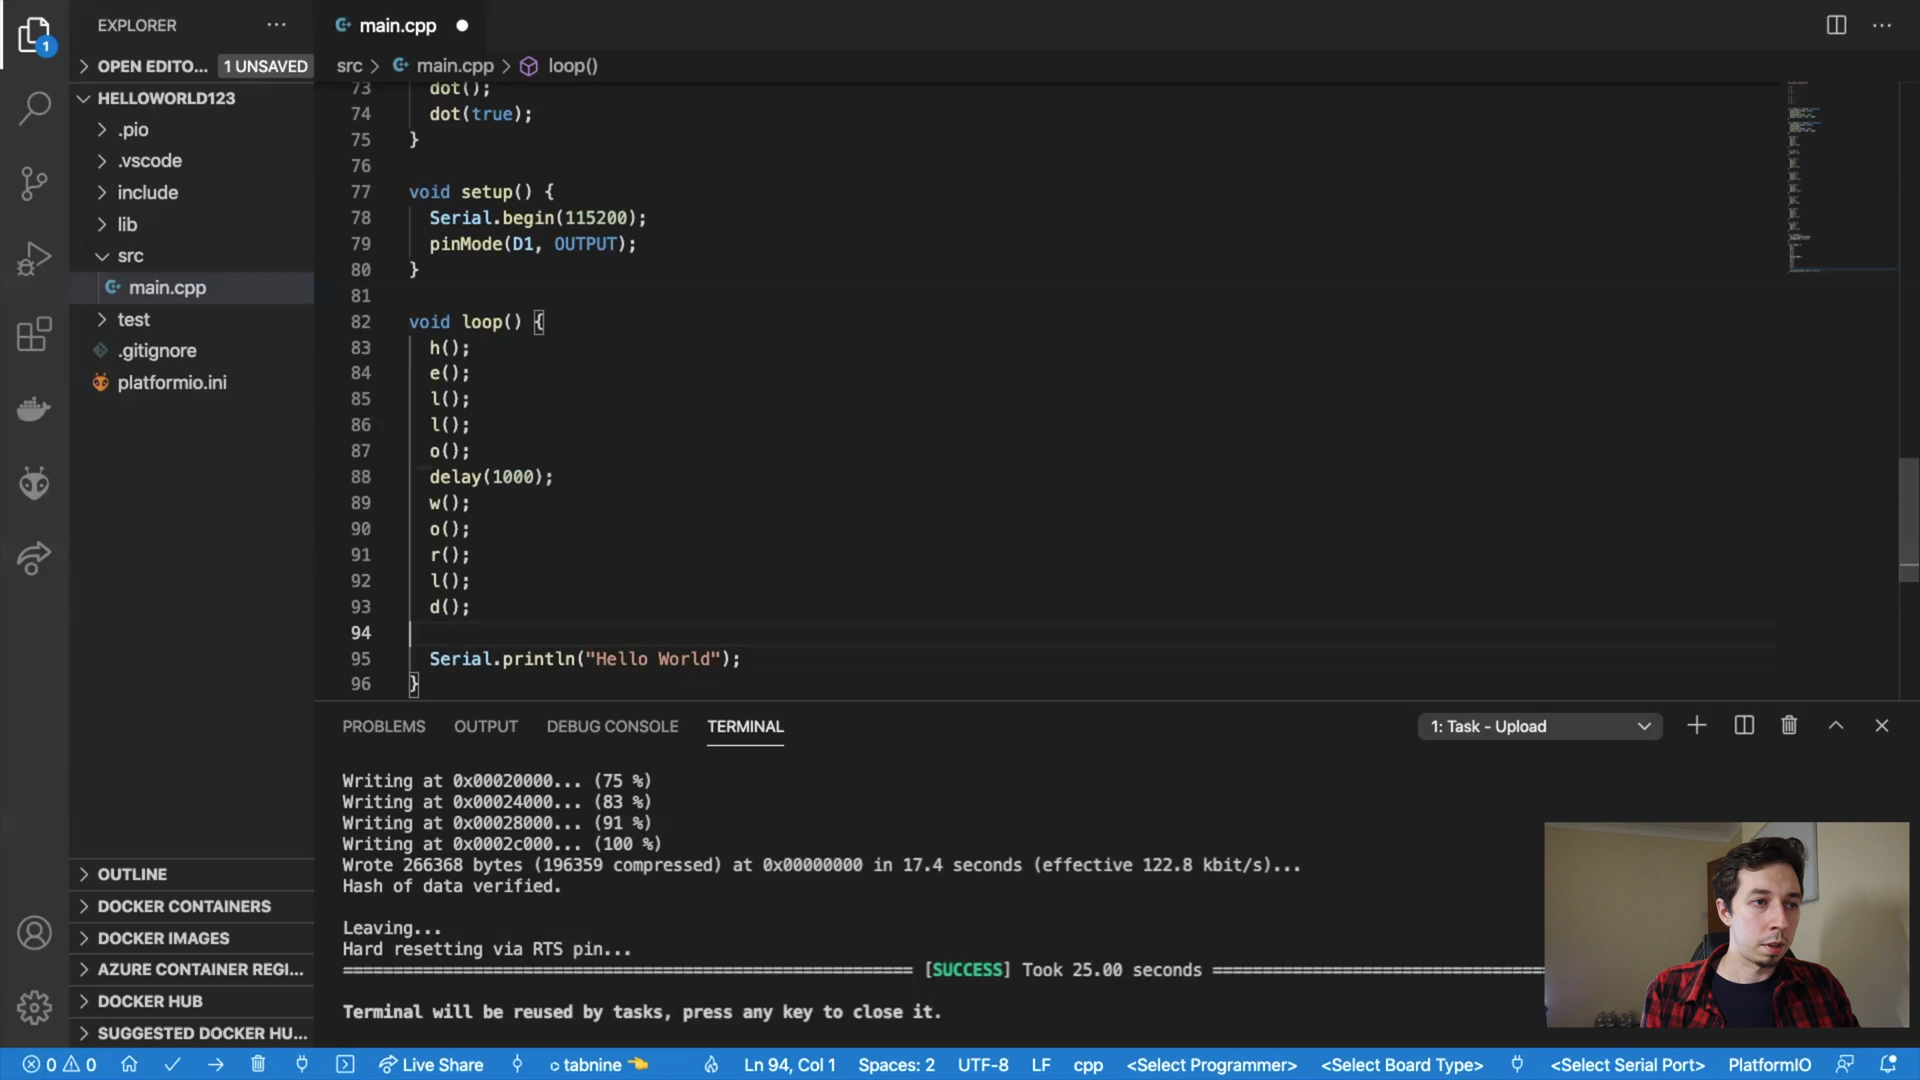 EXPLORER
main.cpp
1
OPEN EDITO... 1 UNSAVED
HELLOWORLD123
.pio
.vscode
include
lib
src
main.cpp
test
.gitignore
platformio.ini
OUTLINE
DOCKER CONTAINERS
DOCKER IMAGES
AZURE CONTAINER REGI...
DOCKER HUB
SUGGESTED DOCKER HU...
src > main.cpp > loop()
73 dot();
74 dot(true);
75 }
76
77 void setup() {
78 Serial.begin(115200);
79 pinMode(D1, OUTPUT);
80 }
81
82 void loop() {
83 h();
84 e();
85 l();
86 l();
87 o();
88 delay(1000);
89 w();
90 o();
91 r();
92 l();
93 d();
94
95 Serial.println("Hello World");
96 }
PROBLEMS OUTPUT DEBUG CONSOLE TERMINAL 1: Task - Upload
Writing at 0x00020000... (75 %)
Writing at 0x00024000... (83 %)
Writing at 0x00028000... (91 %)
Writing at 0x0002c000... (100 %)
Wrote 266368 bytes (196359 compressed) at 0x00000000 in 17.4 seconds (effective 122.8 kbit/s)...
Hash of data verified.
Leaving...
Hard resetting via RTS pin...
========================================================= [SUCCESS] Took 25.00 seconds =================================
Terminal will be reused by tasks, press any key to close it.
0 0 Live Share tabnine Ln 94, Col 1 Spaces: 2 UTF-8 LF cpp <Select Programmer> <Select Board Type> <Select Serial Port> PlatformIO